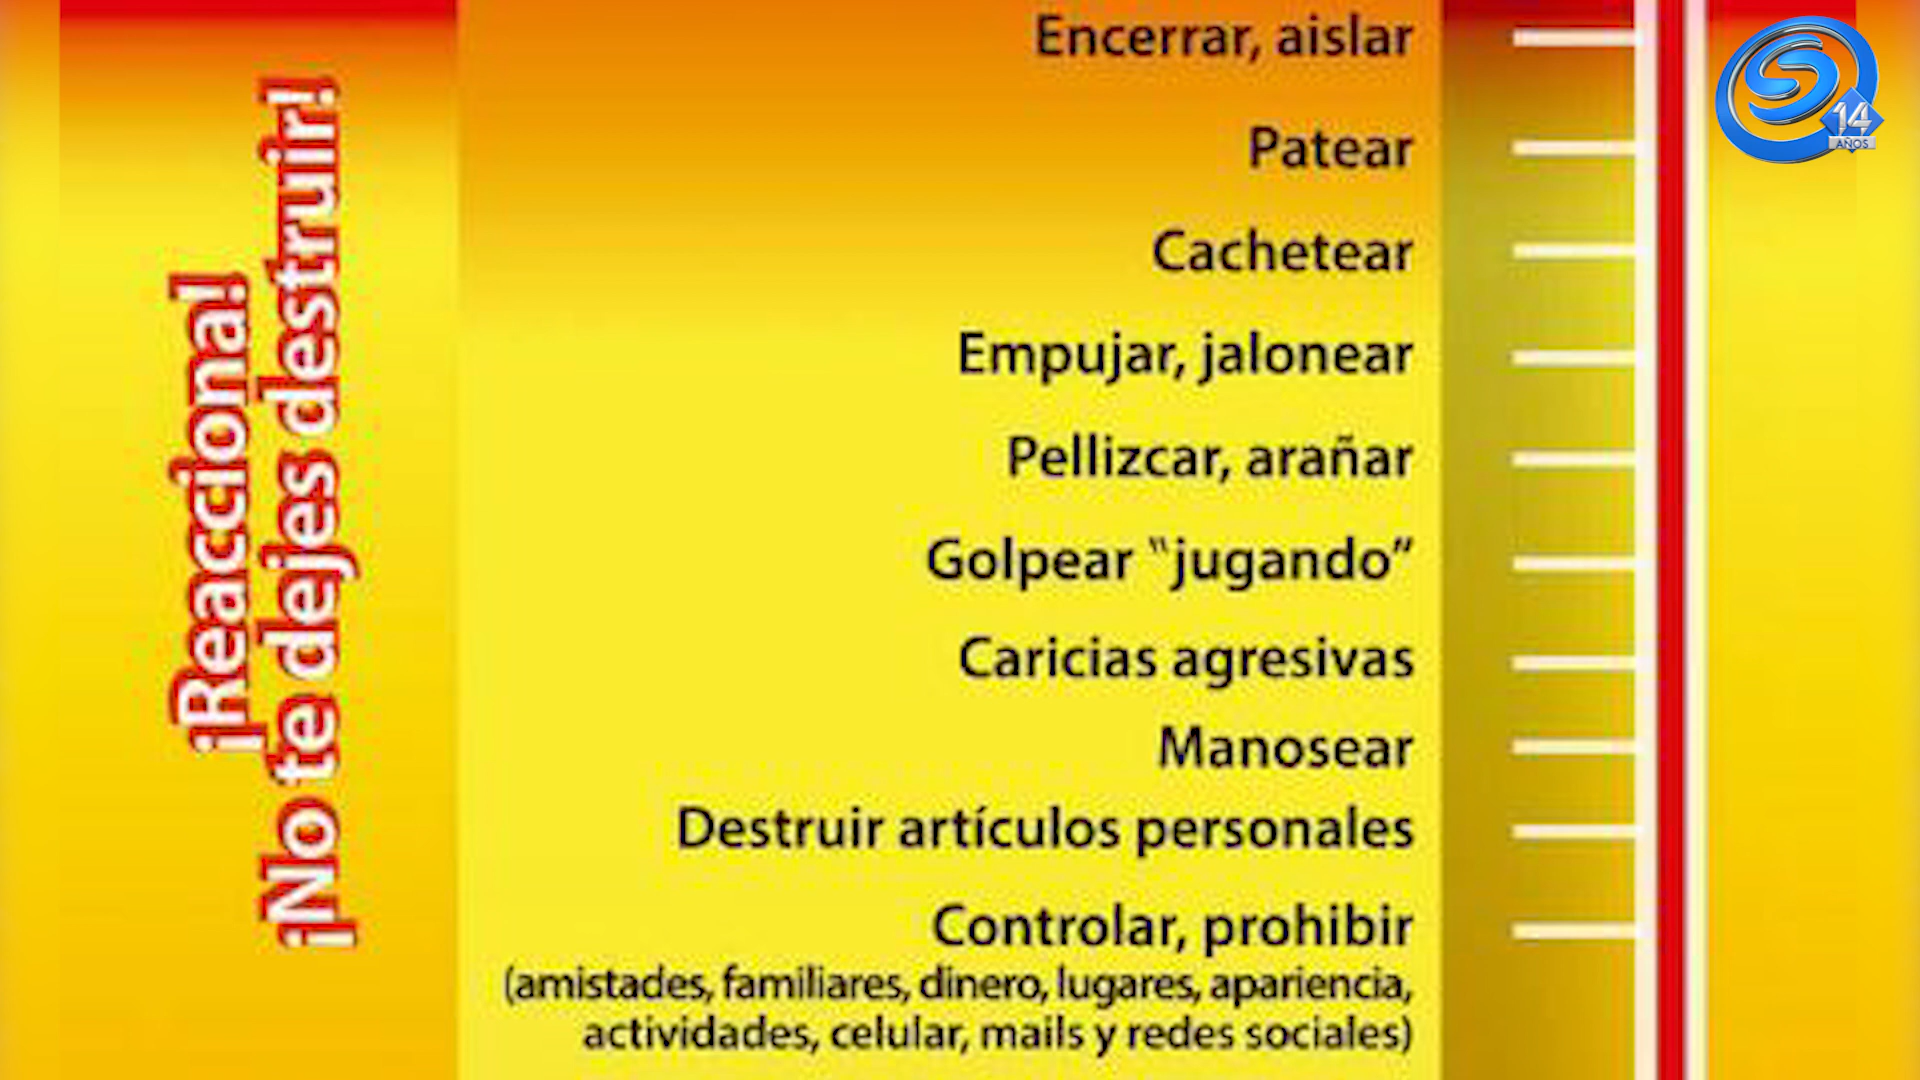 ¡Reacciona!
¡No te dejes destruir!
Encerrar, aislar
Patear
Cachetear
Empujar, jalonear
Pellizcar, arañar
Golpear "jugando"
Caricias agresivas
Manosear
Destruir artículos personales
Controlar, prohibir
(amistades, familiares, dinero, lugares, apariencia,
actividades, celular, mails y redes sociales)
S
14
AÑOS